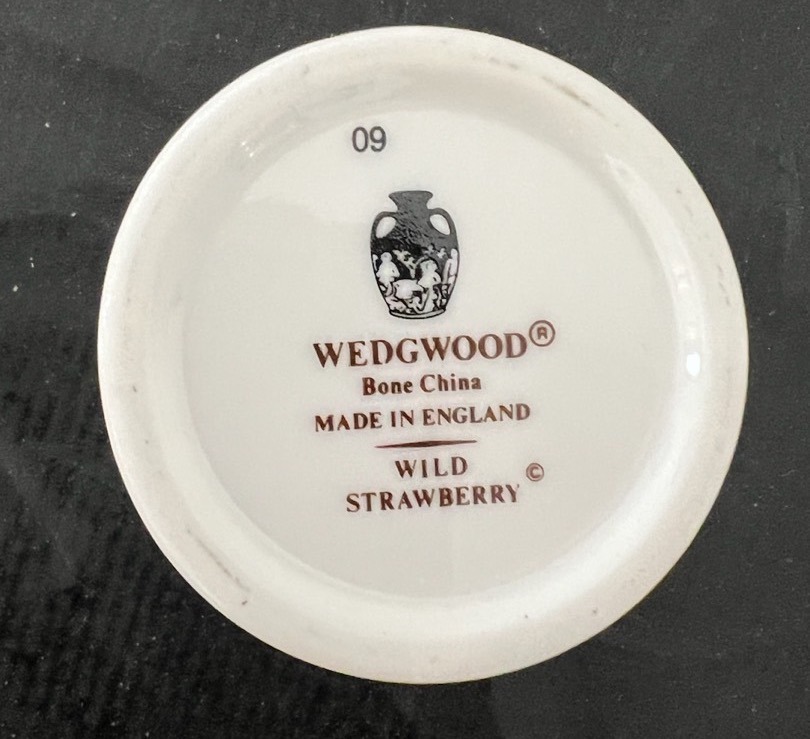 09
WEDGWOOD®
Bone China
MADE IN ENGLAND
WILD
STRAWBERRY ©